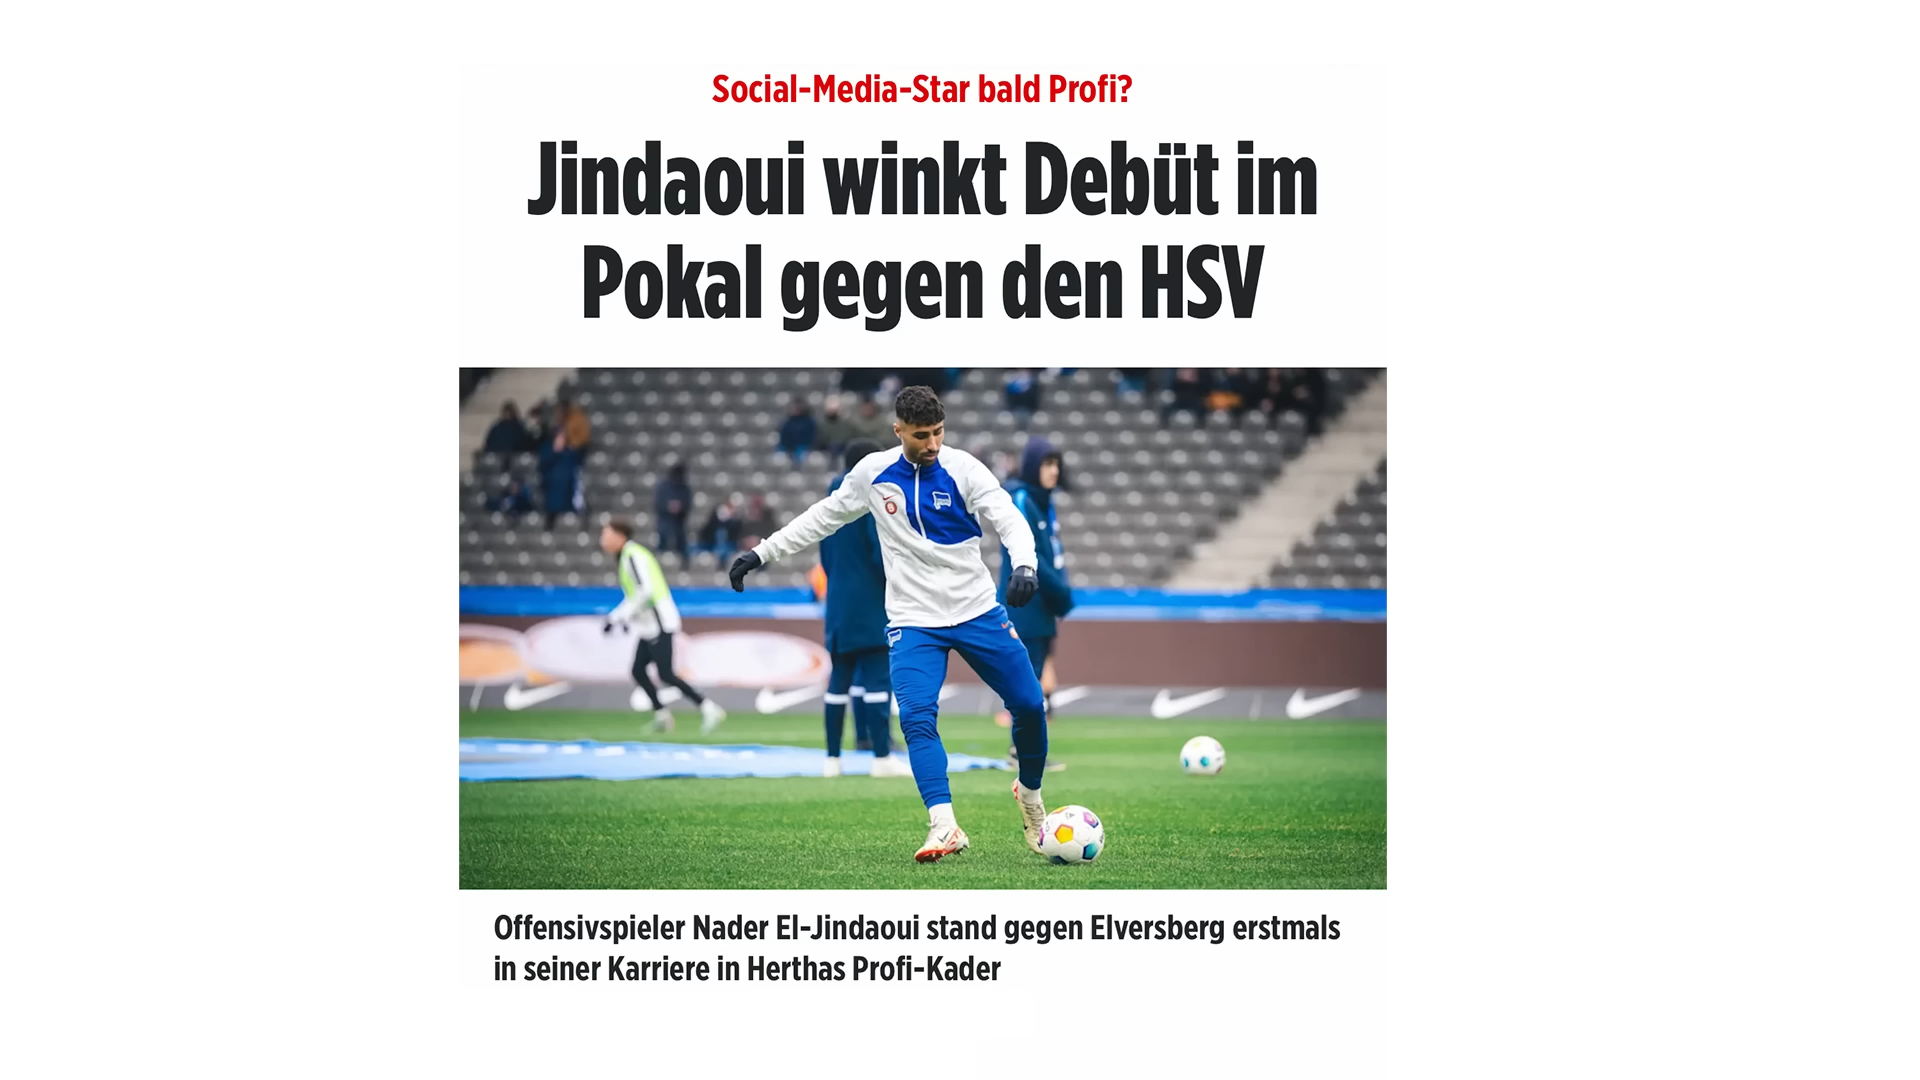 Social-Media-Star bald Profi?
Jindaoui winkt Debüt im
Pokal gegen den HSV
Offensivspieler Nader El-Jindaoui stand gegen Elversberg erstmals
in seiner Karriere in Herthas Profi-Kader